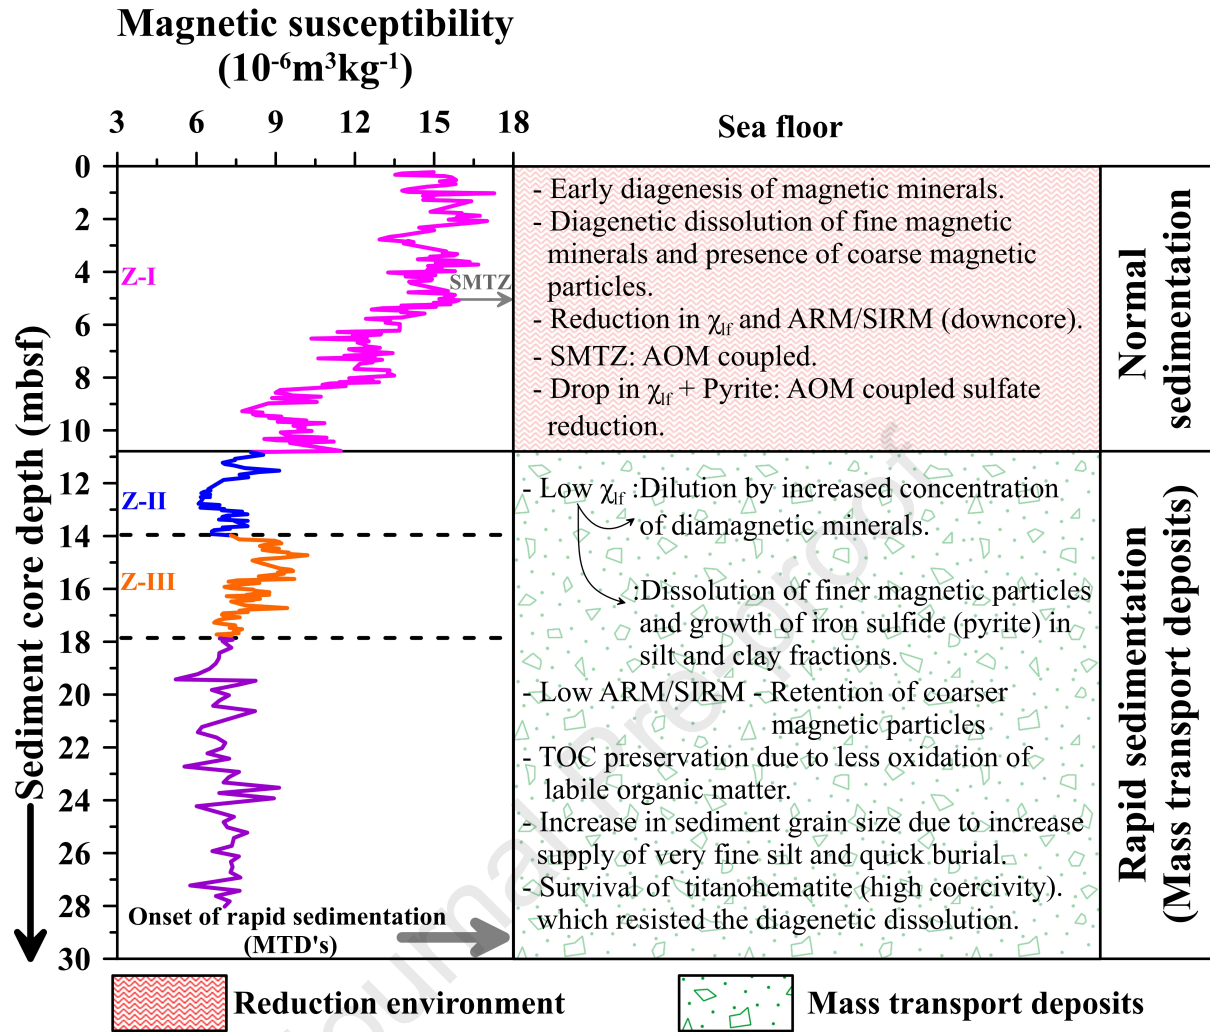 Magnetic susceptibility
(10⁻⁶m³kg⁻¹)
3 6 9 12 15 18
Sea floor
0
2
4
6
8
10
12
14
16
18
20
22
24
26
28
30
Sediment core depth (mbsf)
Z-I
SMTZ
Z-II
Z-III
Onset of rapid sedimentation
(MTD's)
- Early diagenesis of magnetic minerals.
- Diagenetic dissolution of fine magnetic
minerals and presence of coarse magnetic
particles.
- Reduction in χlf and ARM/SIRM (downcore).
- SMTZ: AOM coupled.
- Drop in χlf + Pyrite: AOM coupled sulfate
reduction.
Normal
sedimentation
- Low χlf :Dilution by increased concentration
of diamagnetic minerals.
:Dissolution of finer magnetic particles
and growth of iron sulfide (pyrite) in
silt and clay fractions.
- Low ARM/SIRM - Retention of coarser
magnetic particles
- TOC preservation due to less oxidation of
labile organic matter.
- Increase in sediment grain size due to increase
supply of very fine silt and quick burial.
- Survival of titanohematite (high coercivity).
which resisted the diagenetic dissolution.
Rapid sedimentation
(Mass transport deposits)
Reduction environment
Mass transport deposits
Journal Pre-proof